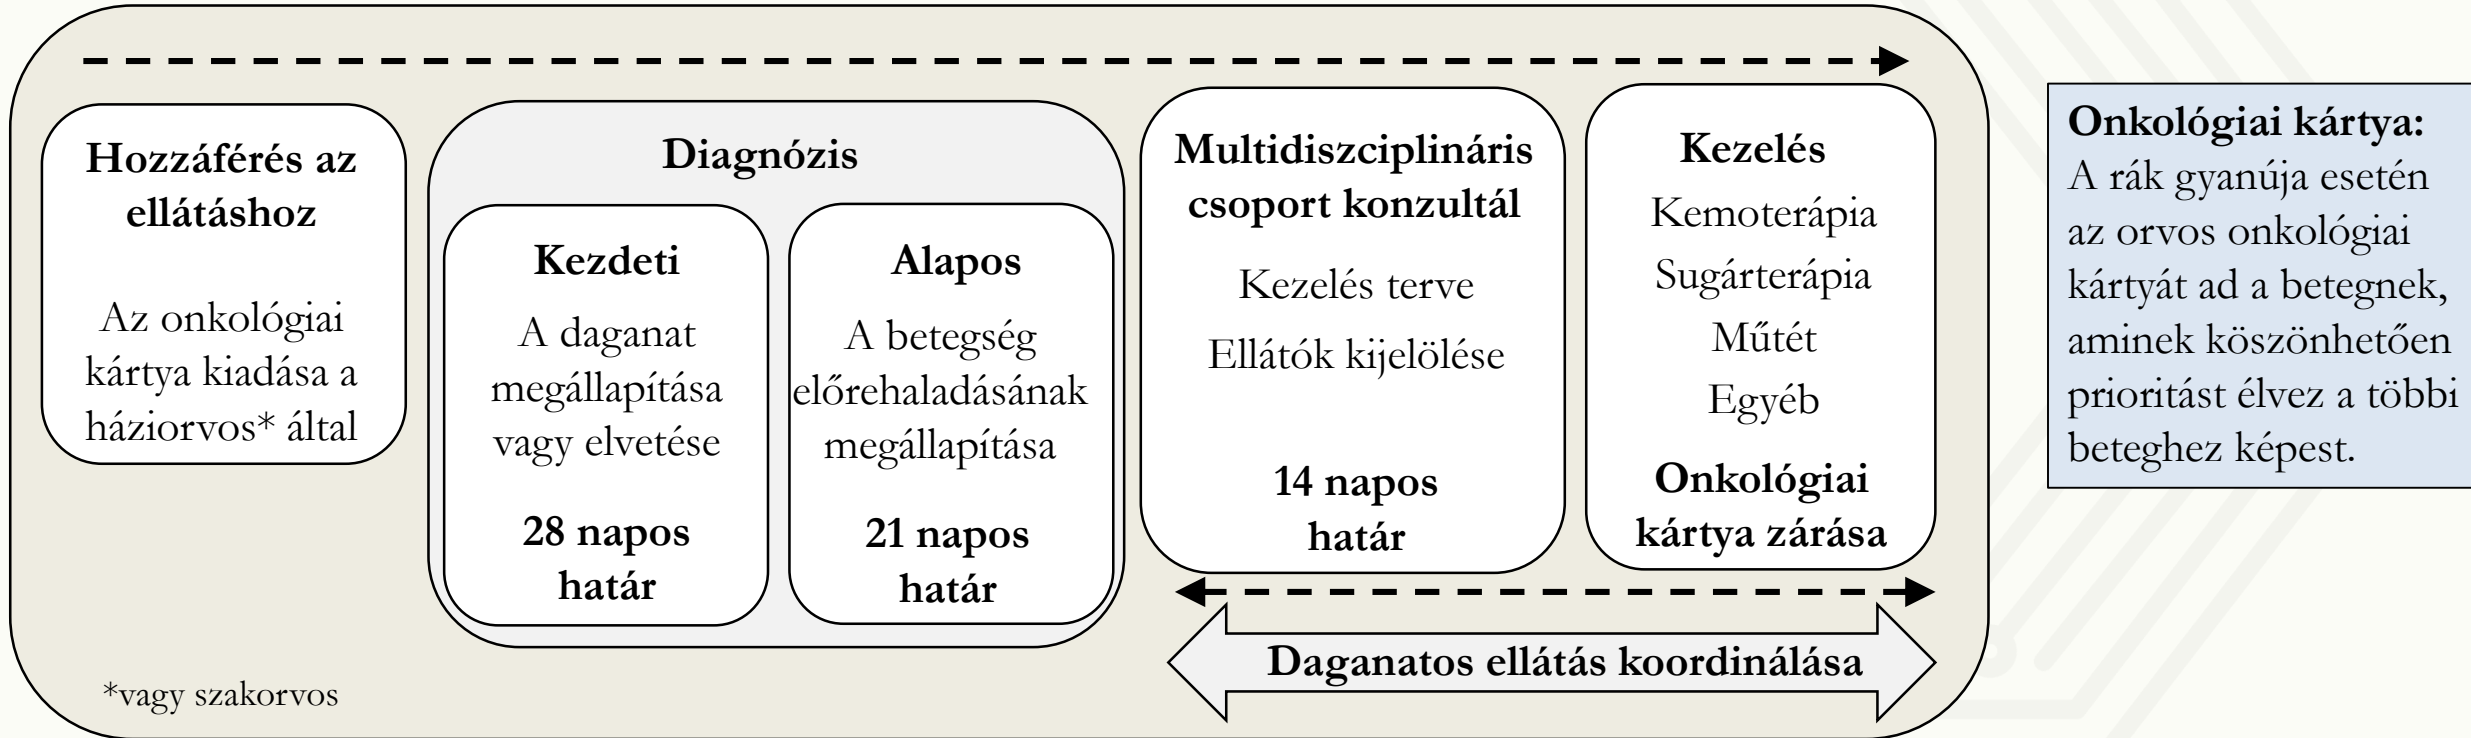 Hozzáférés az
ellátáshoz
Az onkológiai
kártya kiadása a
háziorvos* által
Diagnózis
Kezdeti
A daganat
megállapítása
vagy elvetése
28 napos
határ
Alapos
A betegség
előrehaladásának
megállapítása
21 napos
határ
Multidiszciplináris
csoport konzultál
Kezelés terve
Ellátók kijelölése
14 napos
határ
Kezelés
Kemoterápia
Sugárterápia
Műtét
Egyéb
Onkológiai
kártya zárása
Daganatos ellátás koordinálása
*vagy szakorvos
Onkológiai kártya:
A rák gyanúja esetén
az orvos onkológiai
kártyát ad a betegnek,
aminek köszönhetően
prioritást élvez a többi
beteghez képest.